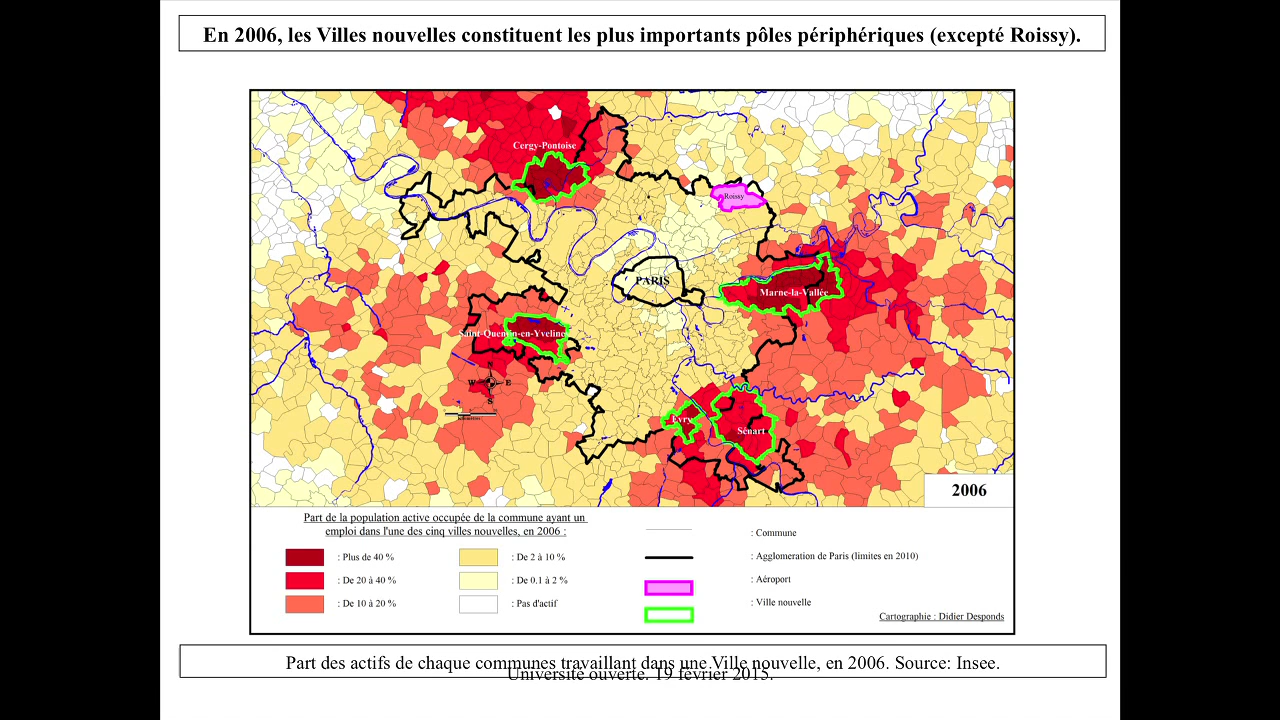 En 2006, les Villes nouvelles constituent les plus importants pôles périphériques (excepté Roissy).
Cergy-Pontoise
Roissy
PARIS
Marne-la-Vallée
Saint-Quentin-en-Yveline
N
W E
S
Evry
Sénart
2006
Part de la population active occupée de la commune ayant un
emploi dans l'une des cinq villes nouvelles, en 2006 :
: Plus de 40 %
: De 20 à 40 %
: De 10 à 20 %
: De 2 à 10 %
: De 0.1 à 2 %
: Pas d'actif
: Commune
: Agglomeration de Paris (limites en 2010)
: Aéroport
: Ville nouvelle
Cartographie : Didier Desponds
Part des actifs de chaque communes travaillant dans une Ville nouvelle, en 2006. Source: Insee.
Université ouverte. 19 février 2015.